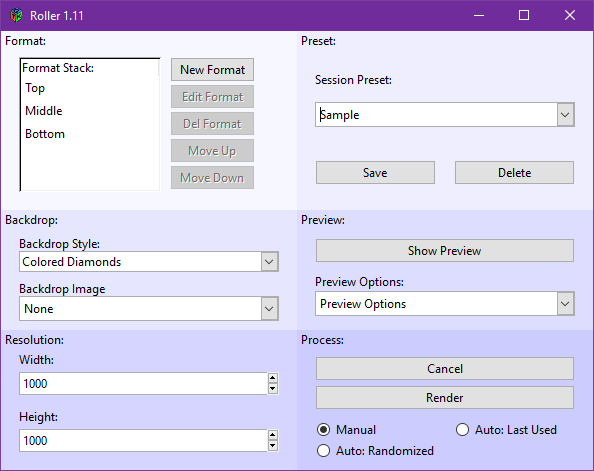 Roller 1.11
Format:
Format Stack:
Top
Middle
Bottom
New Format
Edit Format
Del Format
Move Up
Move Down
Preset:
Session Preset:
Sample
Save
Delete
Backdrop:
Backdrop Style:
Colored Diamonds
Backdrop Image
None
Preview:
Show Preview
Preview Options:
Preview Options
Resolution:
Width:
1000
Height:
1000
Process:
Cancel
Render
Manual
Auto: Last Used
Auto: Randomized